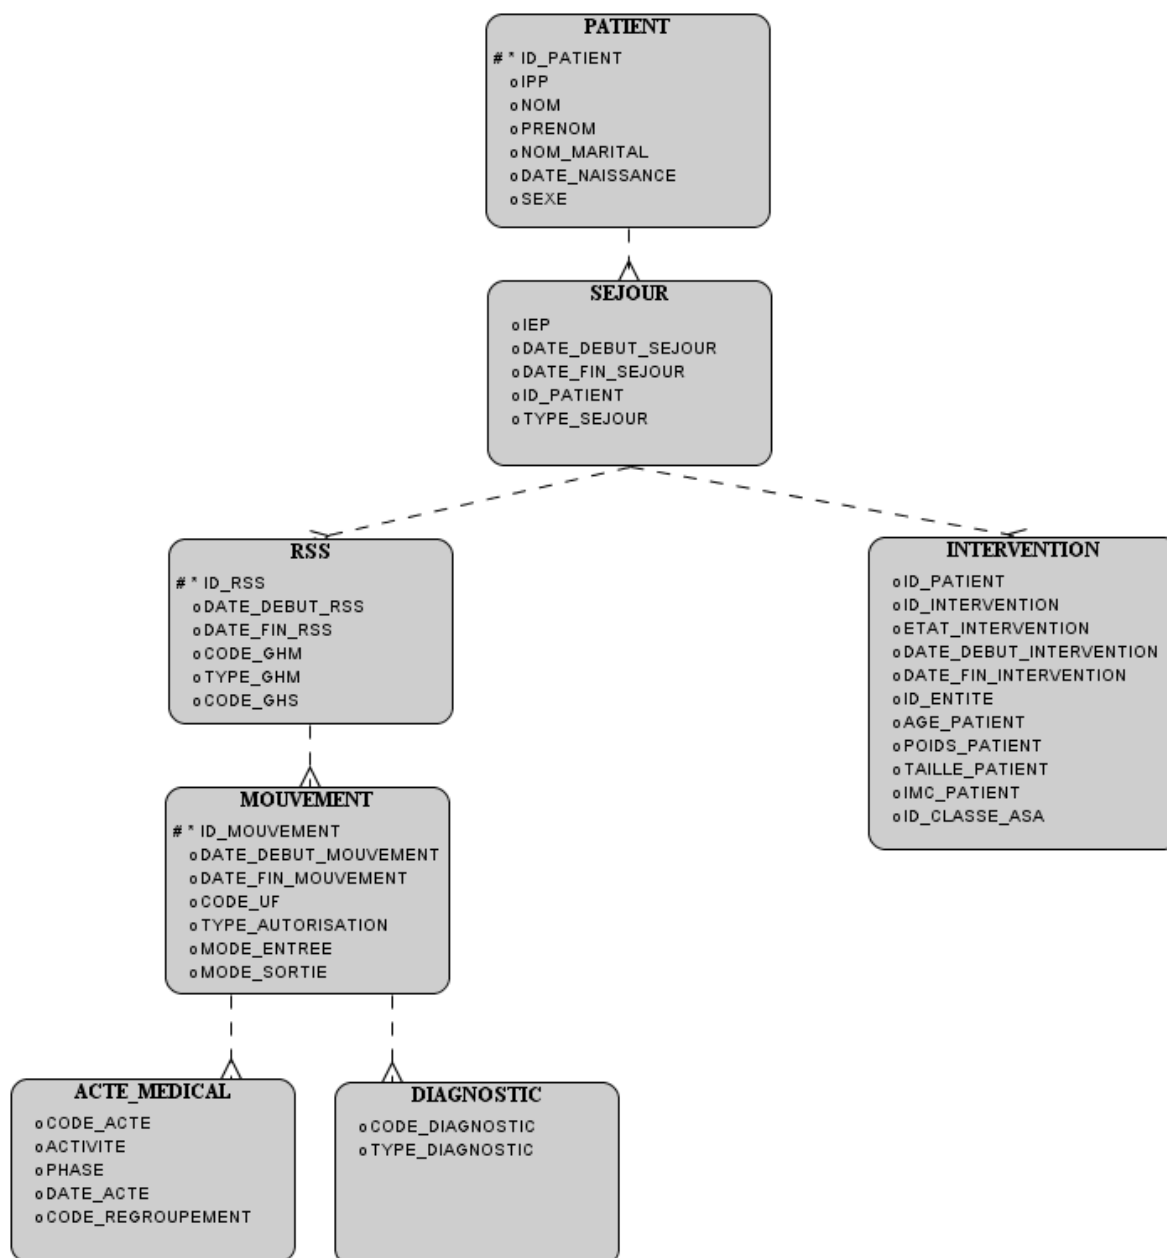 PATIENT
# * ID_PATIENT
o IPP
o NOM
o PRENOM
o NOM_MARITAL
o DATE_NAISSANCE
o SEXE
SEJOUR
o IEP
o DATE_DEBUT_SEJOUR
o DATE_FIN_SEJOUR
o ID_PATIENT
o TYPE_SEJOUR
RSS
# * ID_RSS
o DATE_DEBUT_RSS
o DATE_FIN_RSS
o CODE_GHM
o TYPE_GHM
o CODE_GHS
INTERVENTION
o ID_PATIENT
o ID_INTERVENTION
o ETAT_INTERVENTION
o DATE_DEBUT_INTERVENTION
o DATE_FIN_INTERVENTION
o ID_ENTITE
o AGE_PATIENT
o POIDS_PATIENT
o TAILLE_PATIENT
o IMC_PATIENT
o ID_CLASSE_ASA
MOUVEMENT
# * ID_MOUVEMENT
o DATE_DEBUT_MOUVEMENT
o DATE_FIN_MOUVEMENT
o CODE_UF
o TYPE_AUTORISATION
o MODE_ENTREE
o MODE_SORTIE
ACTE_MEDICAL
o CODE_ACTE
o ACTIVITE
o PHASE
o DATE_ACTE
o CODE_REGROUPEMENT
DIAGNOSTIC
o CODE_DIAGNOSTIC
o TYPE_DIAGNOSTIC